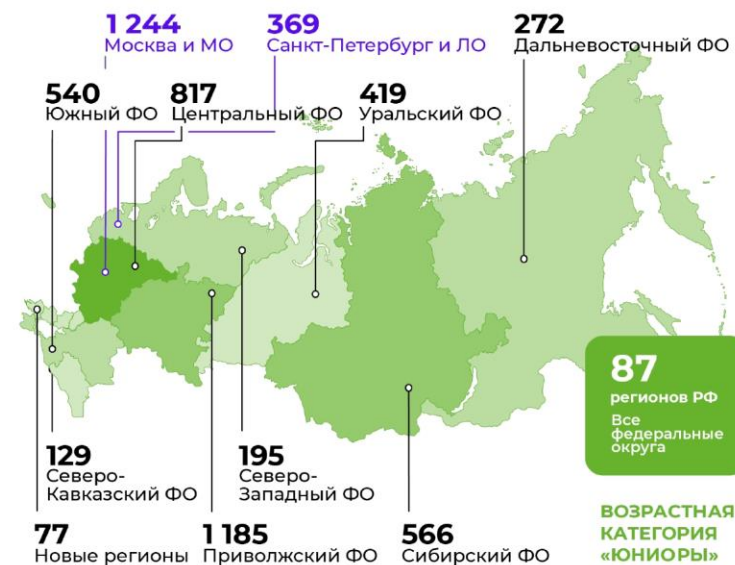 1 244
Москва и МО
369
Санкт-Петербург и ЛО
272
Дальневосточный ФО
540
Южный ФО
817
Центральный ФО
419
Уральский ФО
87
регионов РФ
Все
федеральные
округа
129
Северо-
Кавказский ФО
195
Северо-
Западный ФО
77
Новые регионы
1 185
Приволжский ФО
566
Сибирский ФО
ВОЗРАСТНАЯ
КАТЕГОРИЯ
«ЮНИОРЫ»